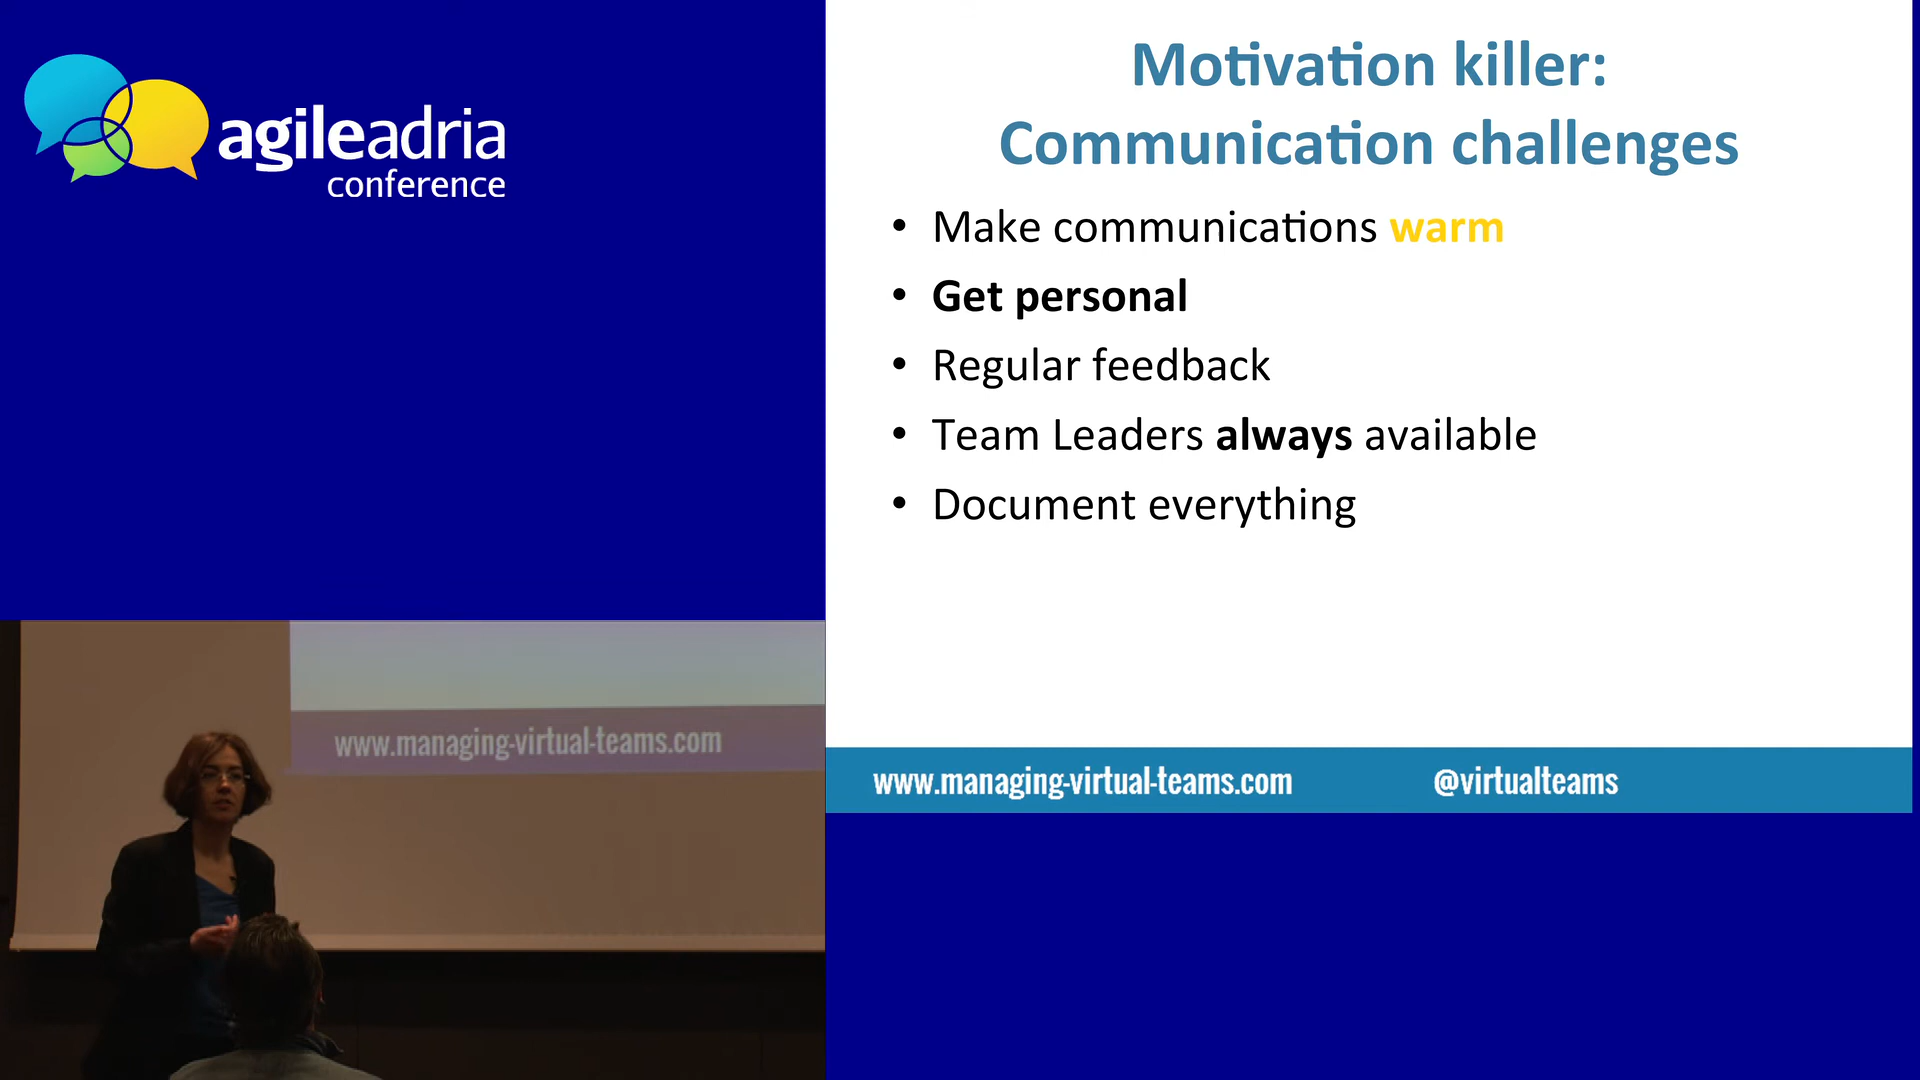 agileadria
conference
Motivation killer:
Communication challenges
• Make communications warm
• Get personal
• Regular feedback
• Team Leaders always available
• Document everything
www.managing-virtual-teams.com
@virtualteams
www.managing-virtual-teams.com